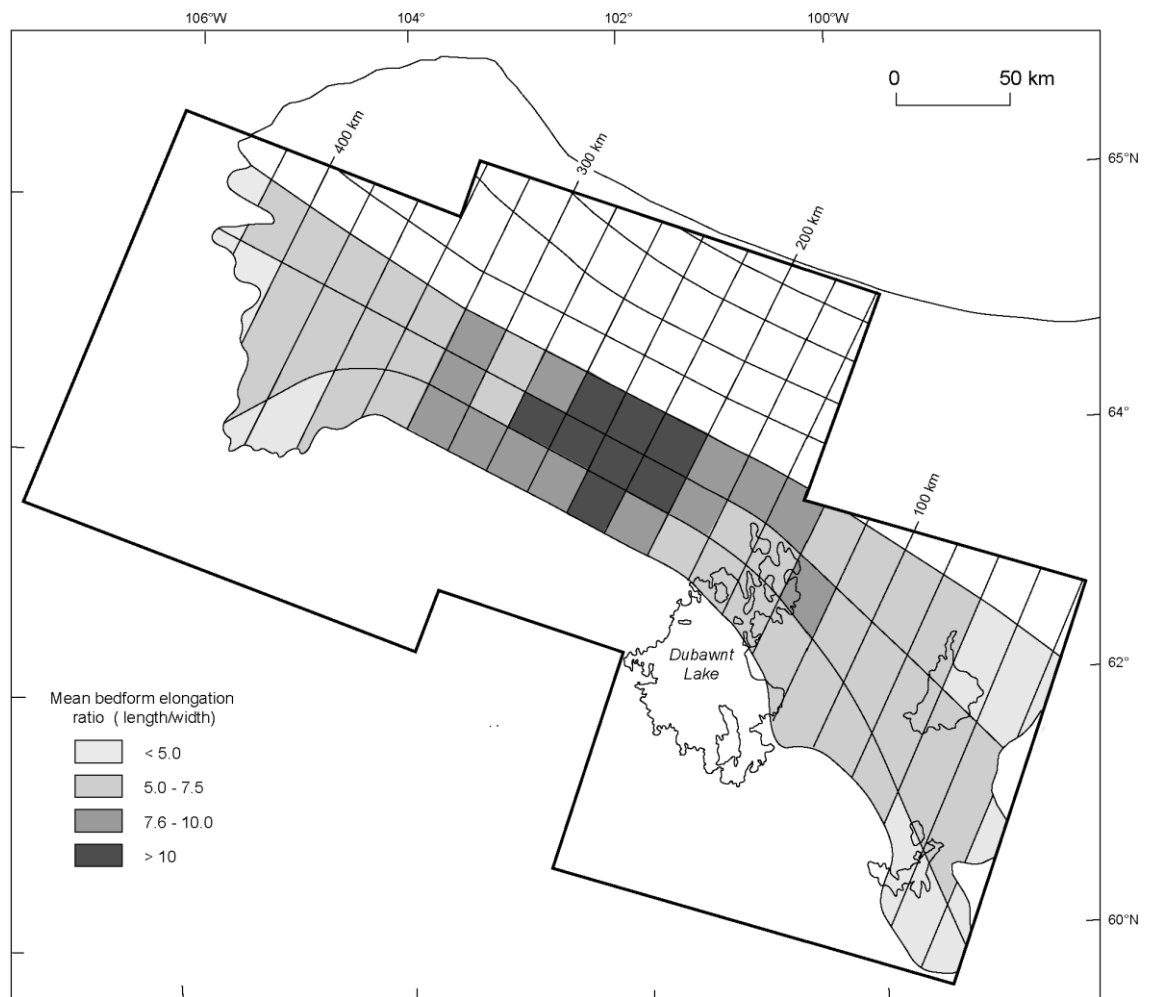 106°W
104°
102°
100°W
0 50 km
400 km
300 km
65°N
200 km
64°
100 km
Dubawnt
Lake
62°
Mean bedform elongation
ratio ( length/width)
< 5.0
5.0 - 7.5
7.6 - 10.0
> 10
60°N